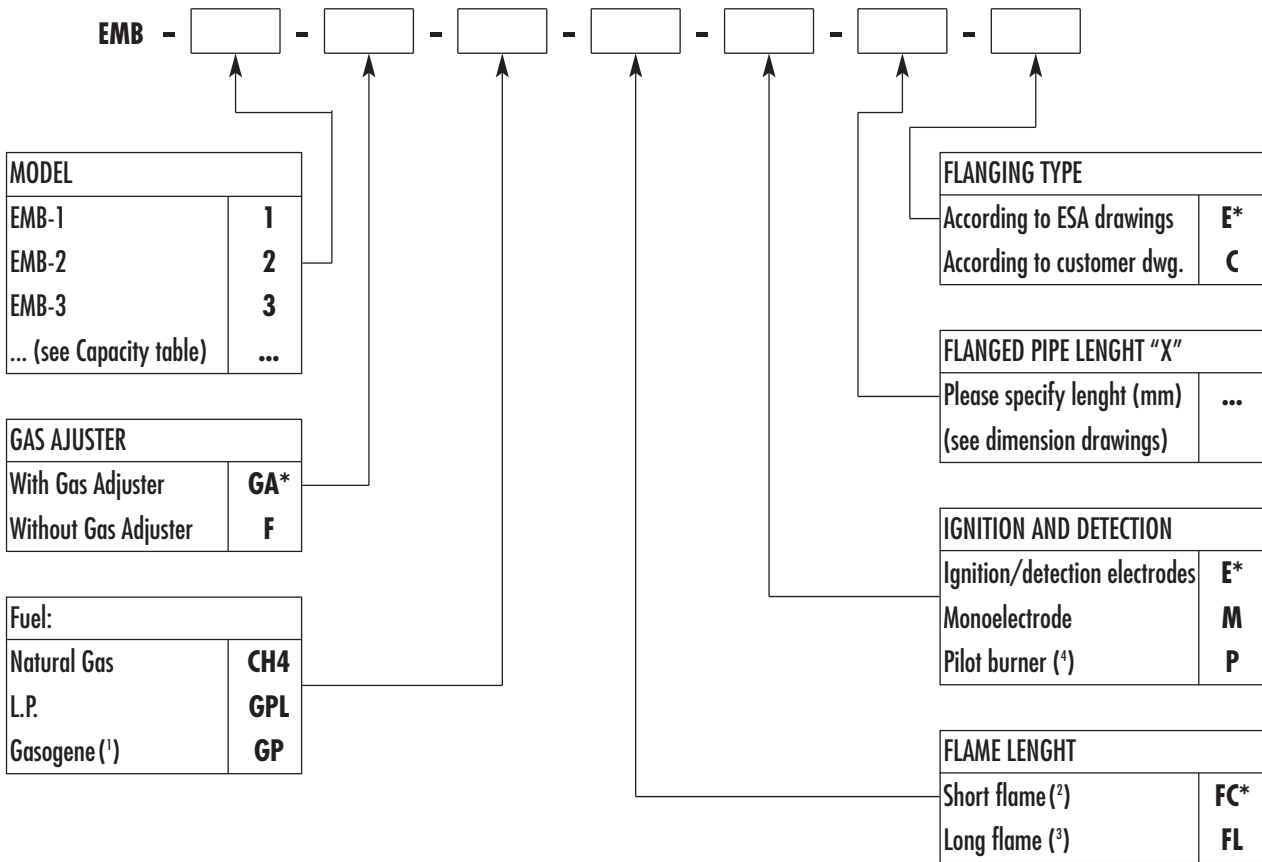 EMB - - - - - - -
MODEL
EMB-1 1
EMB-2 2
EMB-3 3
... (see Capacity table) ...
GAS AJUSTER
With Gas Adjuster GA*
Without Gas Adjuster F
Fuel:
Natural Gas CH4
L.P. GPL
Gasogene (¹) GP
FLANGING TYPE
According to ESA drawings E*
According to customer dwg. C
FLANGED PIPE LENGHT “X”
Please specify lenght (mm) ...
(see dimension drawings)
IGNITION AND DETECTION
Ignition/detection electrodes E*
Monoelectrode M
Pilot burner (⁴) P
FLAME LENGHT
Short flame (²) FC*
Long flame (³) FL